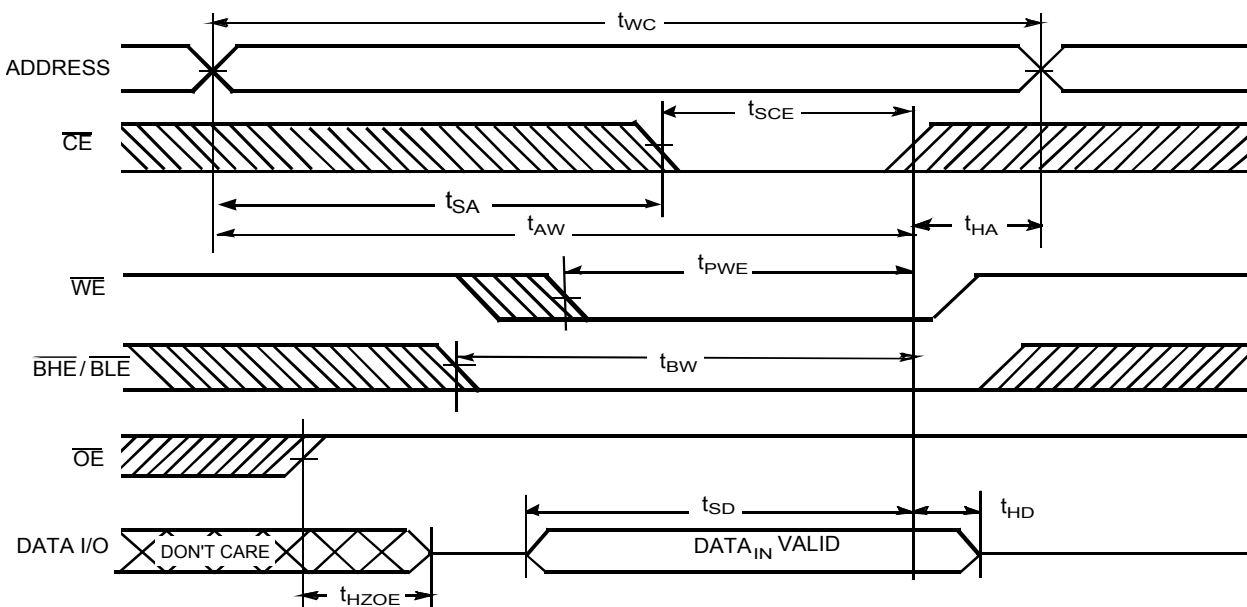 tWC
ADDRESS
tSCE
CE
tSA
tAW
tHA
tPWE
WE
tBW
BHE/BLE
OE
tSD
tHD
DATA I/O
DON'T CARE
DATAIN VALID
tHZOE